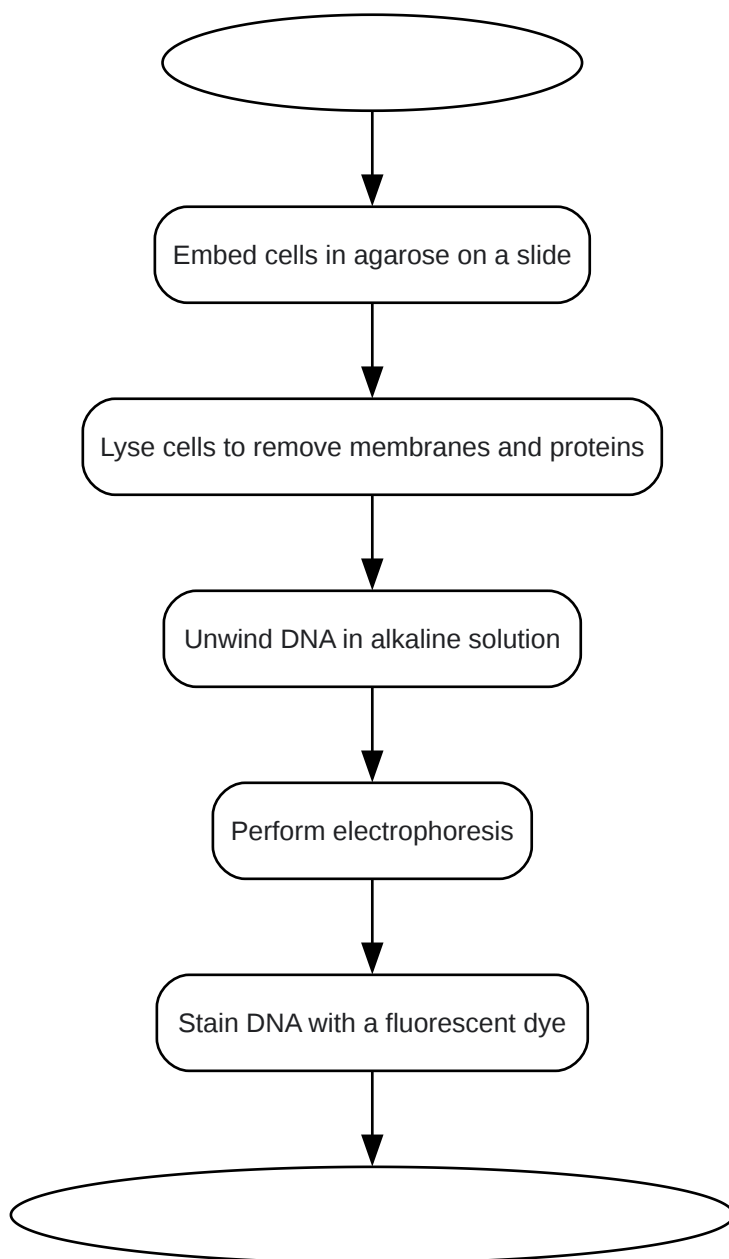 Embed cells in agarose on a slide
Lyse cells to remove membranes and proteins
Unwind DNA in alkaline solution
Perform electrophoresis
Stain DNA with a fluorescent dye